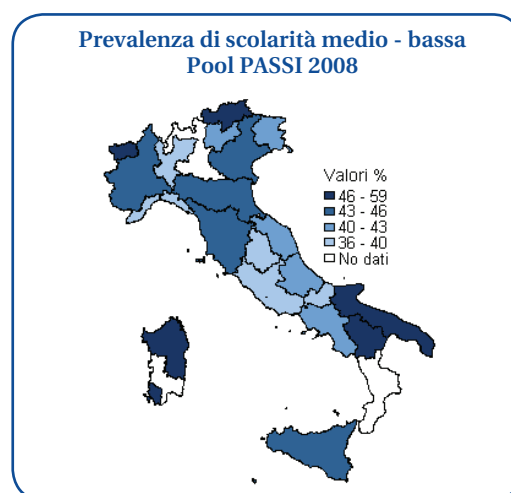 Prevalenza di scolarità medio - bassa
Pool PASSI 2008
Valori %
46 - 59
43 - 46
40 - 43
36 - 40
No dati